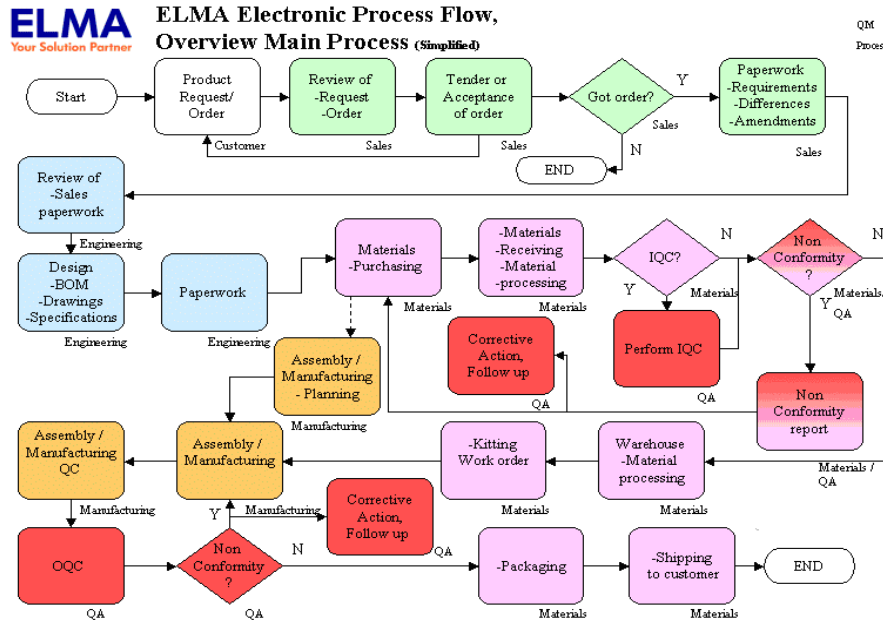 ELMA
Your Solution Partner
ELMA Electronic Process Flow,
Overview Main Process (Simplified)
QM
Proces
Start
Product
Request/
Order
Customer
Review of
-Request
-Order
Sales
Tender or
Acceptance
of order
Sales
Got order?
Y
Sales
N
END
Paperwork
-Requirements
-Differences
-Amendments
Sales
Review of
-Sales
paperwork
Engineering
Design
-BOM
-Drawings
-Specifications
Engineering
Paperwork
Engineering
Materials
-Purchasing
Materials
-Materials
-Receiving
-Material
-processing
Materials
IQC?
N
Y
Materials
Non
Conformity
?
N
Materials/
Y
QA
Perform IQC
QA
Corrective
Action,
Follow up
QA
Non
Conformity
report
Materials /
QA
Assembly /
Manufacturing
- Planning
Manufacturing
Assembly /
Manufacturing
QC
Manufacturing
Assembly /
Manufacturing
Manufacturing
-Kitting
Work order
Materials
Warehouse
-Material
processing
Materials
OQC
QA
Non
Conformity
?
Y
N
QA
Corrective
Action,
Follow up
QA
-Packaging
Materials
-Shipping
to customer
Materials
END